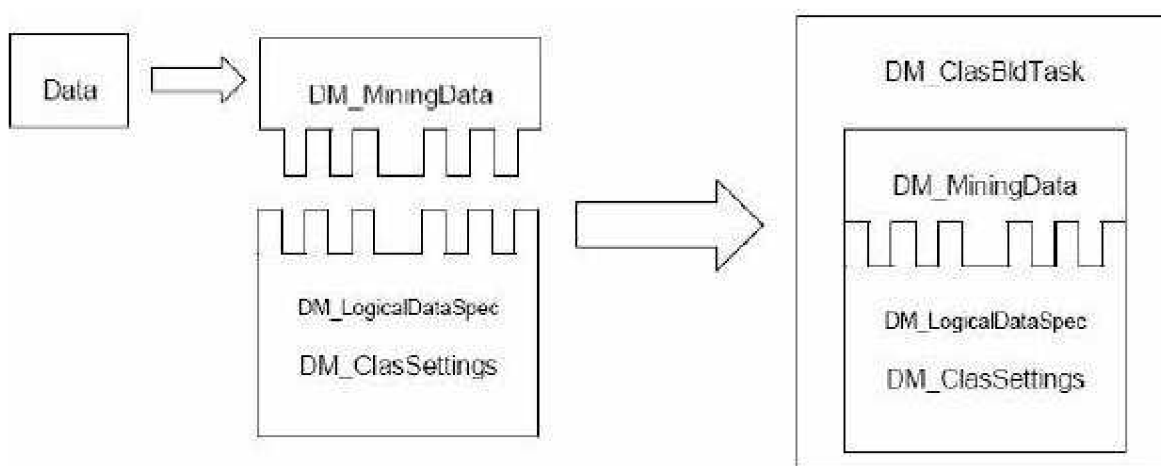 Data
DM_MiningData
DM_LogicalDataSpec
DM_ClasSettings
DM_ClasBldTask
DM_MiningData
DM_LogicalDataSpec
DM_ClasSettings